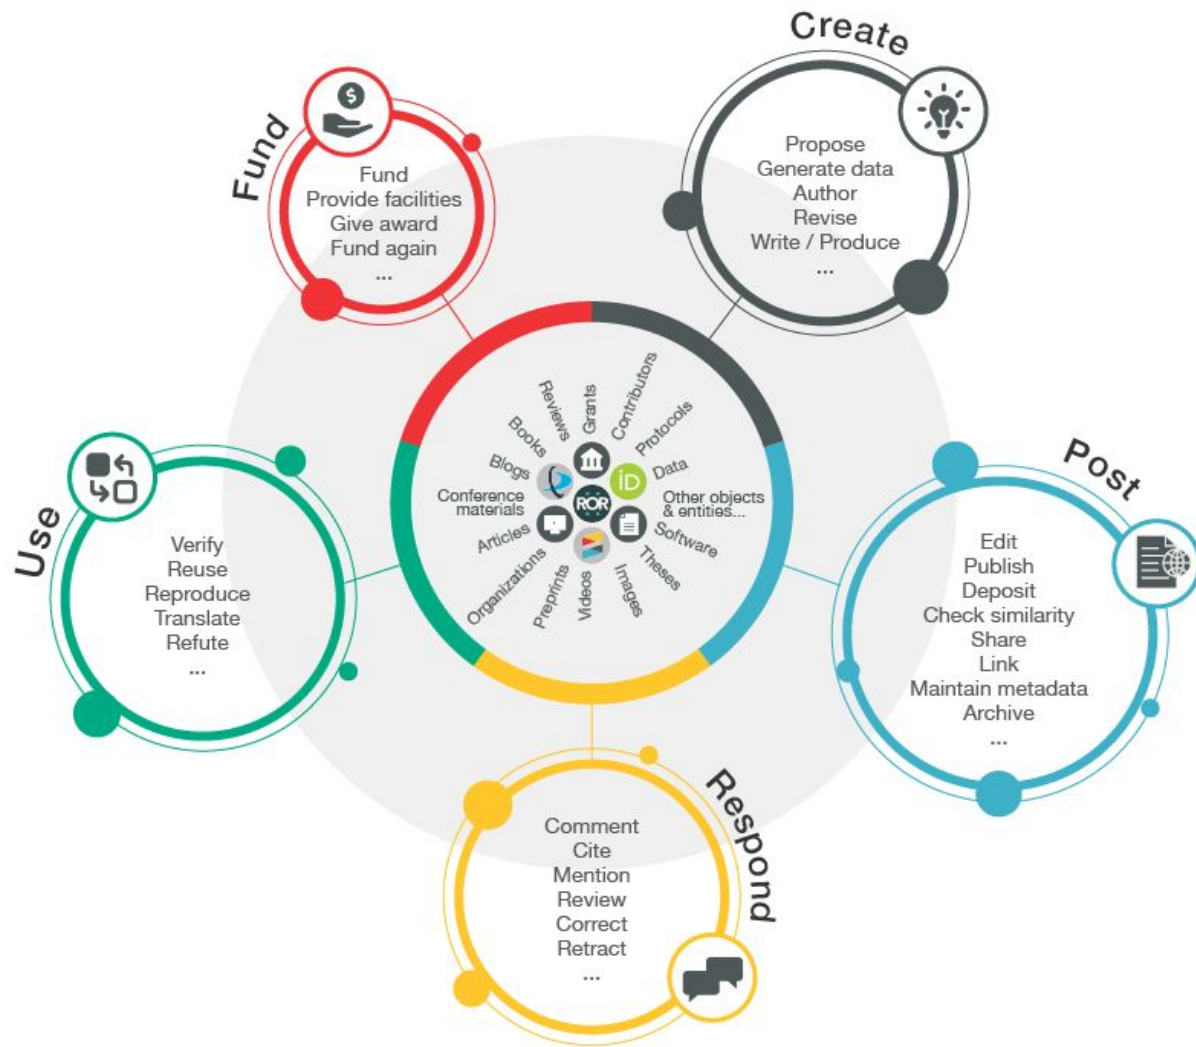 Create
Propose
Generate data
Author
Revise
Write / Produce
...
Fund
$
Fund
Provide facilities
Give award
Fund again
...
Post
Edit
Publish
Deposit
Check similarity
Share
Link
Maintain metadata
Archive
...
Respond
Comment
Cite
Mention
Review
Correct
Retract
...
Use
Verify
Reuse
Reproduce
Translate
Refute
...
Grants
Contributors
Protocols
Data
Other objects
& entities...
Software
Theses
Images
Videos
Preprints
Organizations
Articles
Conference
materials
Blogs
Books
Reviews
iD
ROR